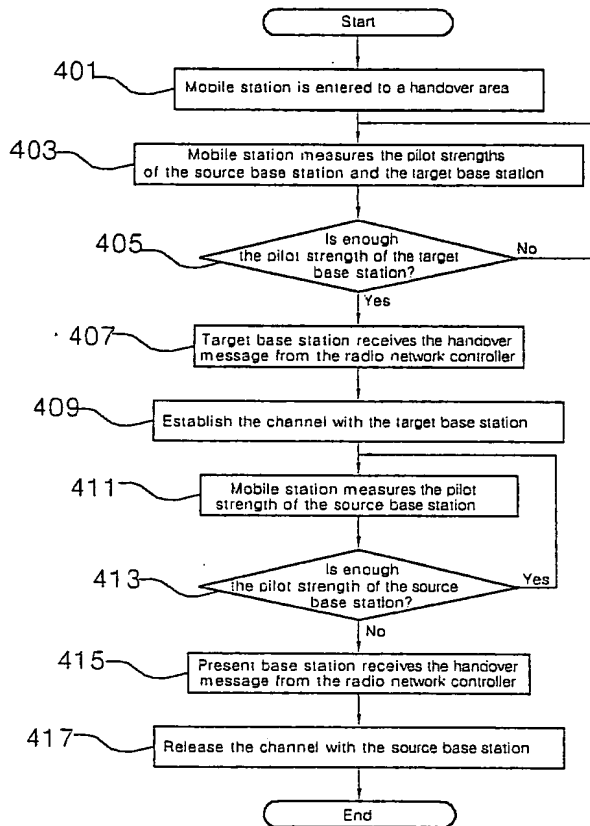 Start
401
Mobile station is entered to a handover area
403
Mobile station measures the pilot strengths
of the source base station and the target base station
405
Is enough
the pilot strength of the target
base station?
No
Yes
407
Target base station receives the handover
message from the radio network controller
409
Establish the channel with the target base station
411
Mobile station measures the pilot
strength of the source base station
413
Is enough
the pilot strength of the source
base station?
Yes
No
415
Present base station receives the handover
message from the radio network controller
417
Release the channel with the source base station
End